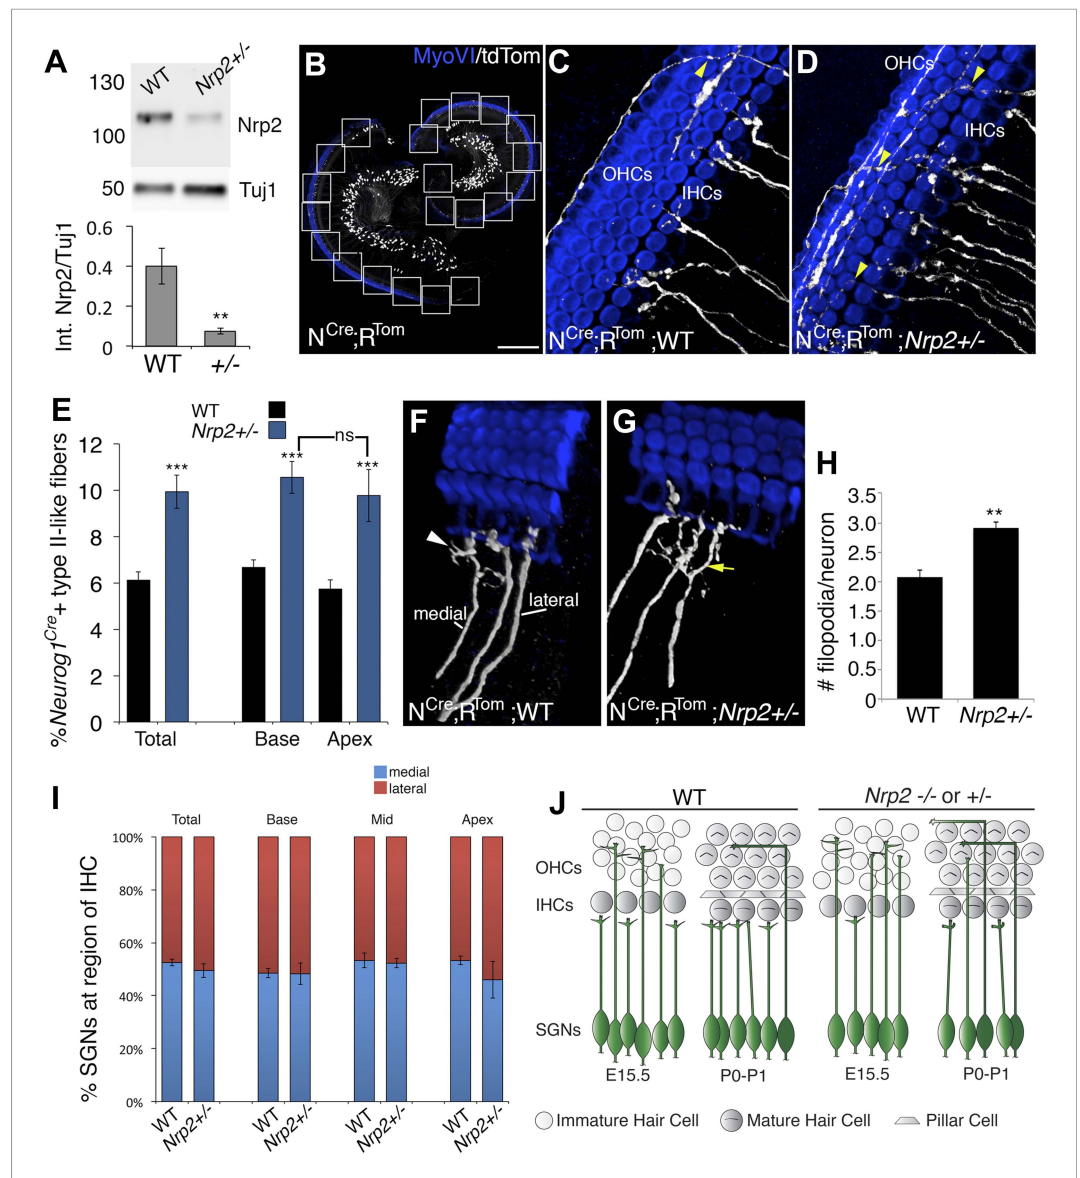 A
WT
Nrp2+/-
130
100
50
Nrp2
Tuj1
Int. Nrp2/Tuj1
0.6
0.4
0.2
0
**
WT
+/-
B
MyoVI/tdTom
NCre;RTom
C
OHCs
IHCs
NCre;RTom ;WT
D
OHCs
IHCs
NCre;RTom ;Nrp2+/-
E
WT
Nrp2+/-
%Neurog1Cre+ type II-like fibers
12
10
8
6
4
2
0
***
***
ns
***
Total
Base
Apex
F
medial
lateral
NCre;RTom ;WT
G
NCre;RTom ;Nrp2+/-
H
# filopodia/neuron
3.5
3.0
2.5
2.0
1.5
1.0
0.5
0
**
WT
Nrp2+/-
I
medial
lateral
% SGNs at region of IHC
Total
Base
Mid
Apex
100%
80%
60%
40%
20%
0%
WT
Nrp2+/-
WT
Nrp2+/-
WT
Nrp2+/-
WT
Nrp2+/-
J
WT
Nrp2 -/- or +/-
OHCs
IHCs
SGNs
E15.5
P0-P1
E15.5
P0-P1
Immature Hair Cell
Mature Hair Cell
Pillar Cell